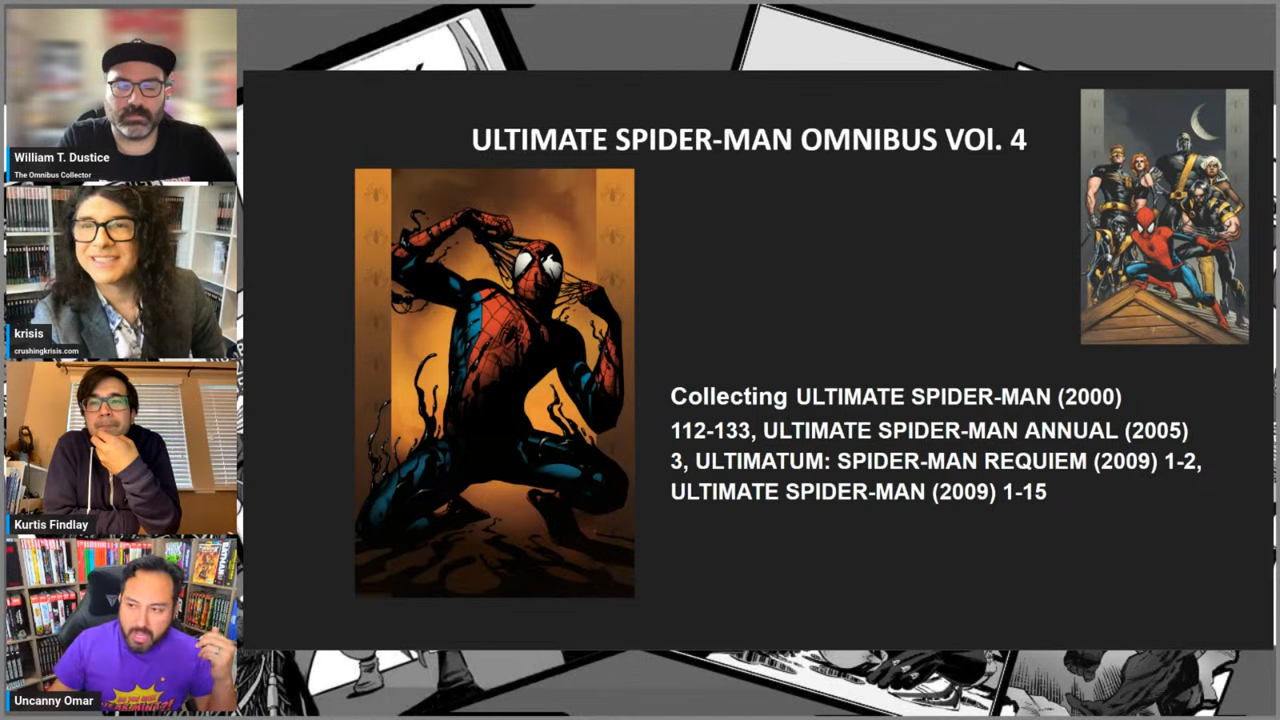 William T. Dustice
The Omnibus Collector
krisis
crushingkrisis.com
Kurtis Findlay
Uncanny Omar
ULTIMATE SPIDER-MAN OMNIBUS VOl. 4
Collecting ULTIMATE SPIDER-MAN (2000)
112-133, ULTIMATE SPIDER-MAN ANNUAL (2005)
3, ULTIMATUM: SPIDER-MAN REQUIEM (2009) 1-2,
ULTIMATE SPIDER-MAN (2009) 1-15